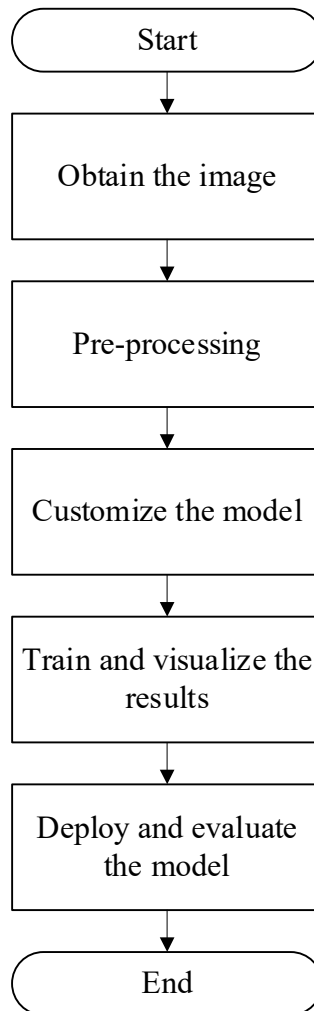 Start
Obtain the image
Pre-processing
Customize the model
Train and visualize the
results
Deploy and evaluate
the model
End